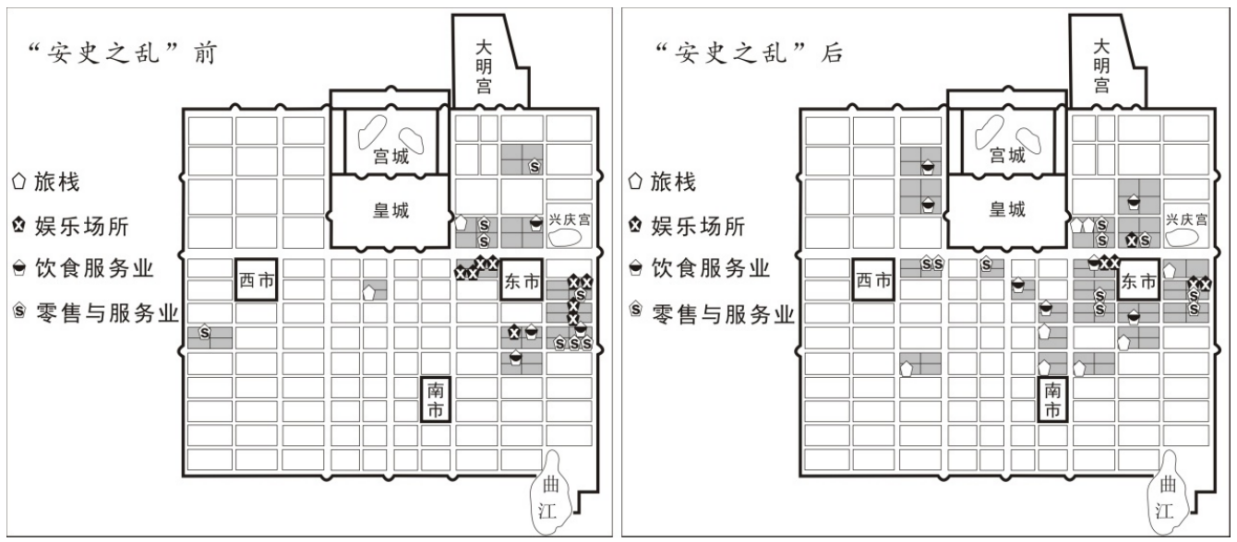 “安史之乱”前
大明宫
宫城
旅栈
皇城
兴庆宫
娱乐场所
饮食服务业
西市
东市
零售与服务业
南市
曲江
S
S
S
S
S
S
S
S
“安史之乱”后
大明宫
宫城
旅栈
皇城
兴庆宫
娱乐场所
饮食服务业
西市
东市
零售与服务业
南市
曲江
S
S
S
S
S
S
S
S
S
S